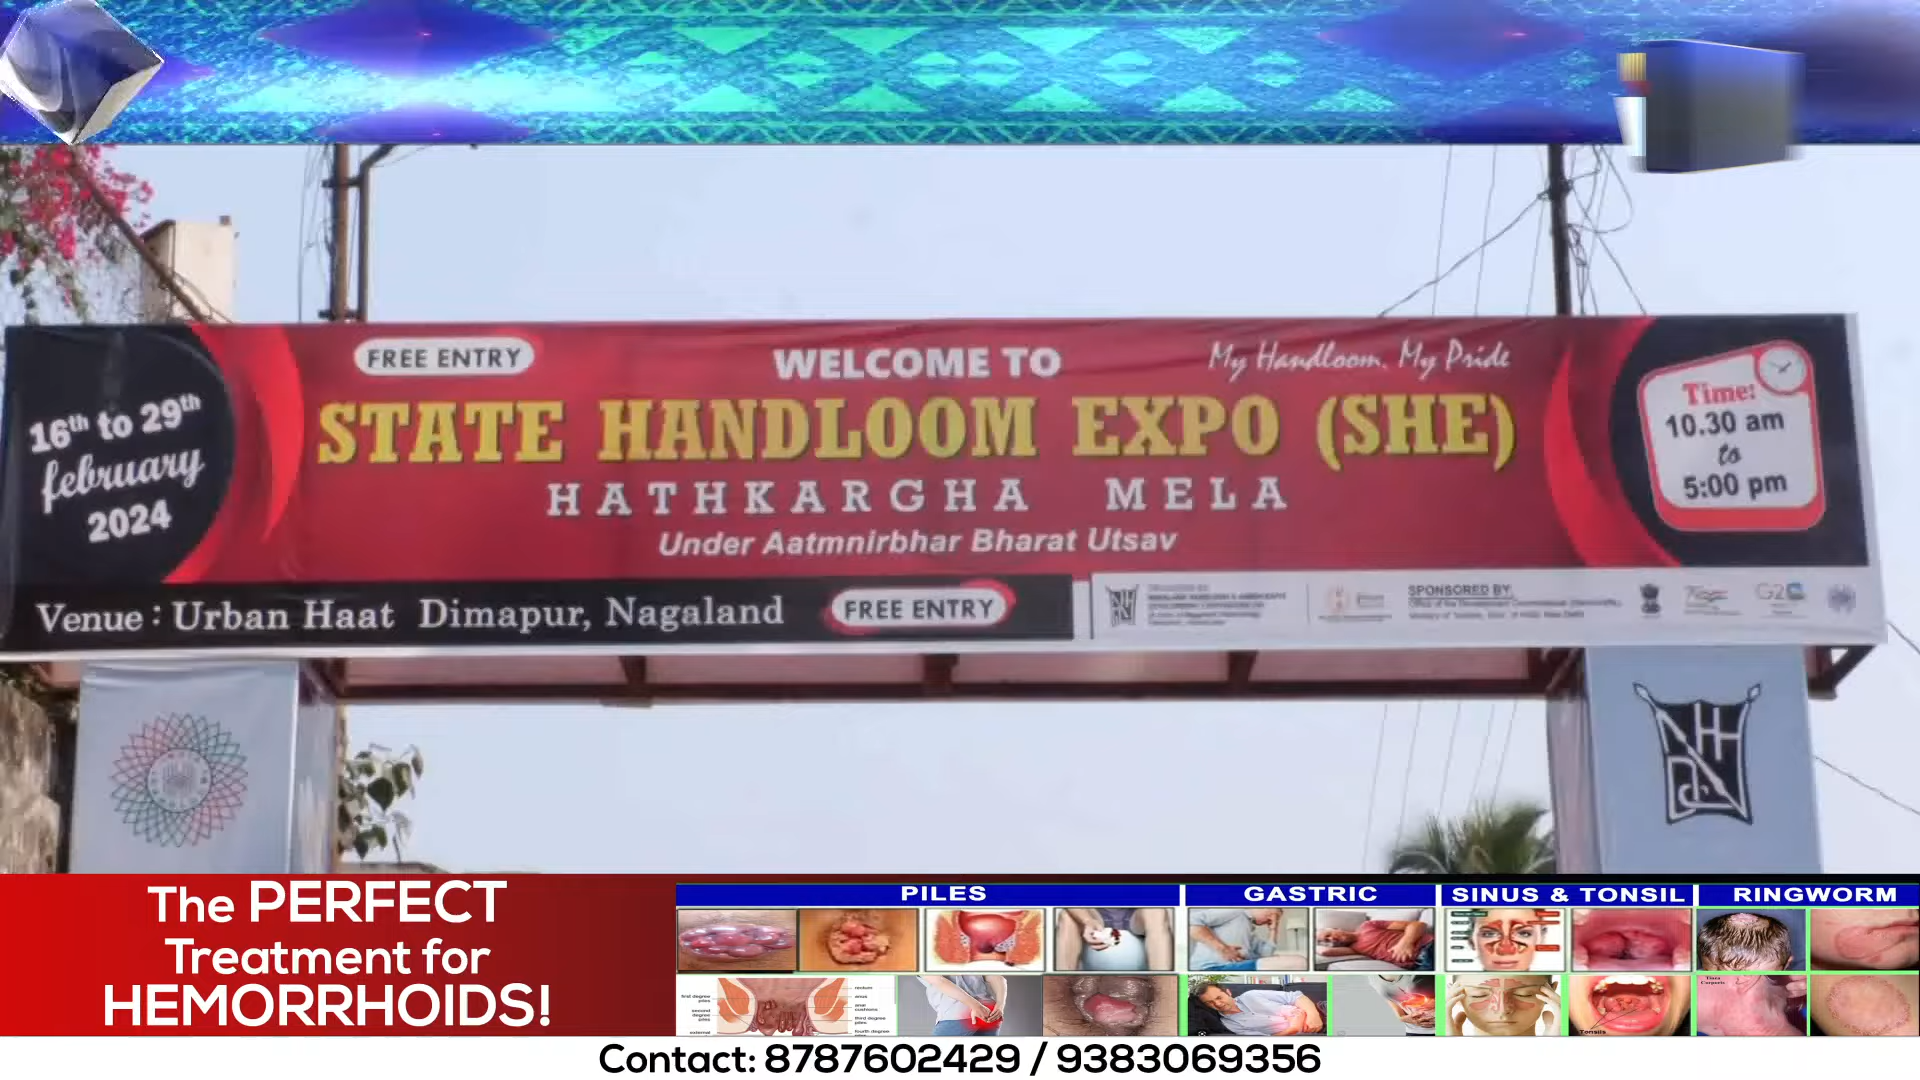 FREE ENTRY
WELCOME TO
My Handloom, My Pride
16th to 29th
february
2024
STATE HANDLOOM EXPO (SHE)
HATHKARGHA MELA
Under Aatmnirbhar Bharat Utsav
Time:
10.30 am
to
5:00 pm
Venue : Urban Haat Dimapur, Nagaland
FREE ENTRY
SPONSORED BY
G20
The PERFECT
Treatment for
HEMORRHOIDS!
PILES
GASTRIC
SINUS & TONSIL
RINGWORM
Contact: 8787602429 / 9383069356